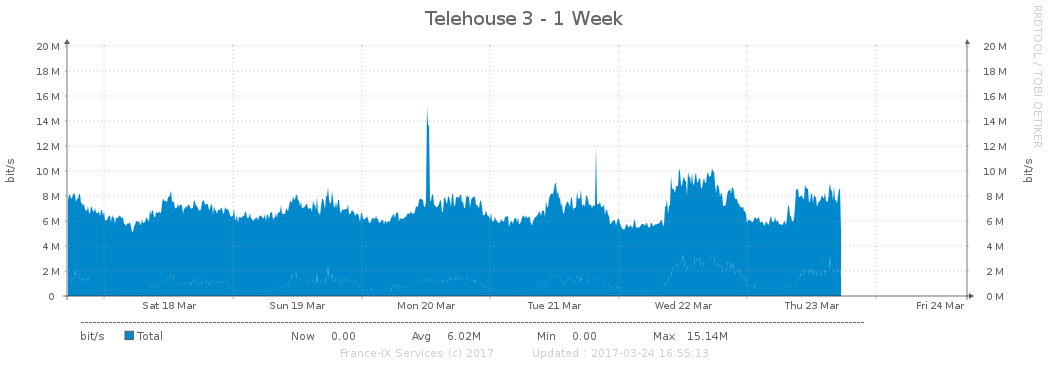 Telehouse 3 - 1 Week
RRDTOOL / TOBI OETIKER
bit/s
bit/s
20 M 20 M
18 M 18 M
16 M 16 M
14 M 14 M
12 M 12 M
10 M 10 M
8 M 8 M
6 M 6 M
4 M 4 M
2 M 2 M
0 0 M
Sat 18 Mar Sun 19 Mar Mon 20 Mar Tue 21 Mar Wed 22 Mar Thu 23 Mar Fri 24 Mar
bit/s Total Now 0.00 Avg 6.02M Min 0.00 Max 15.14M
France-IX Services (c) 2017 Updated : 2017-03-24 16:55:13